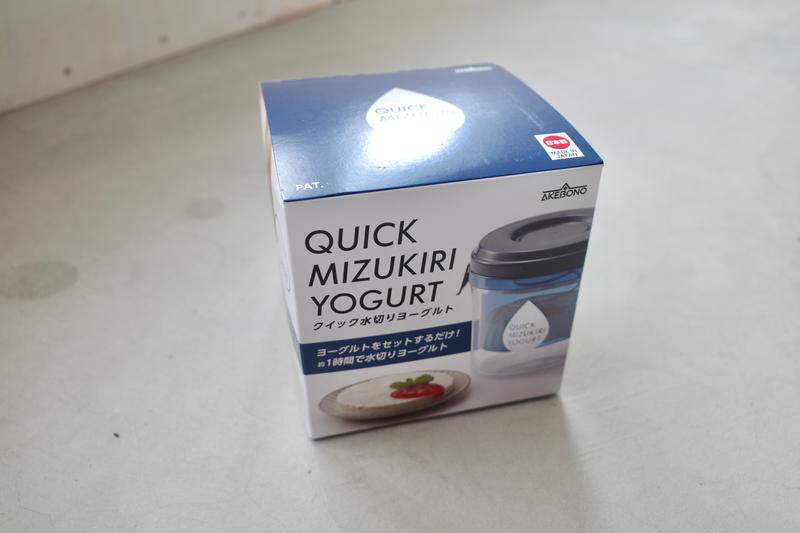 QUICK
MIZUKIRI
日本製
MADE IN
JAPAN
PAT.
AKEBONO
QUICK
MIZUKIRI
YOGURT
クイック水切りヨーグルト
ヨーグルトをセットするだけ!
約1時間で水切りヨーグルト
QUICK
MIZUKIRI
YOGURT